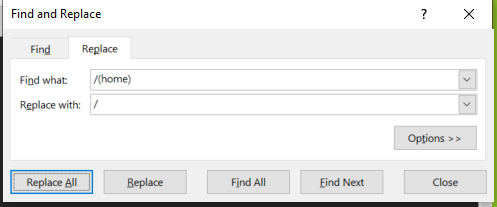 Find and Replace
? ×
Find Replace
Find what: /(home)
Replace with: /
Options >>
Replace All Replace Find All Find Next Close